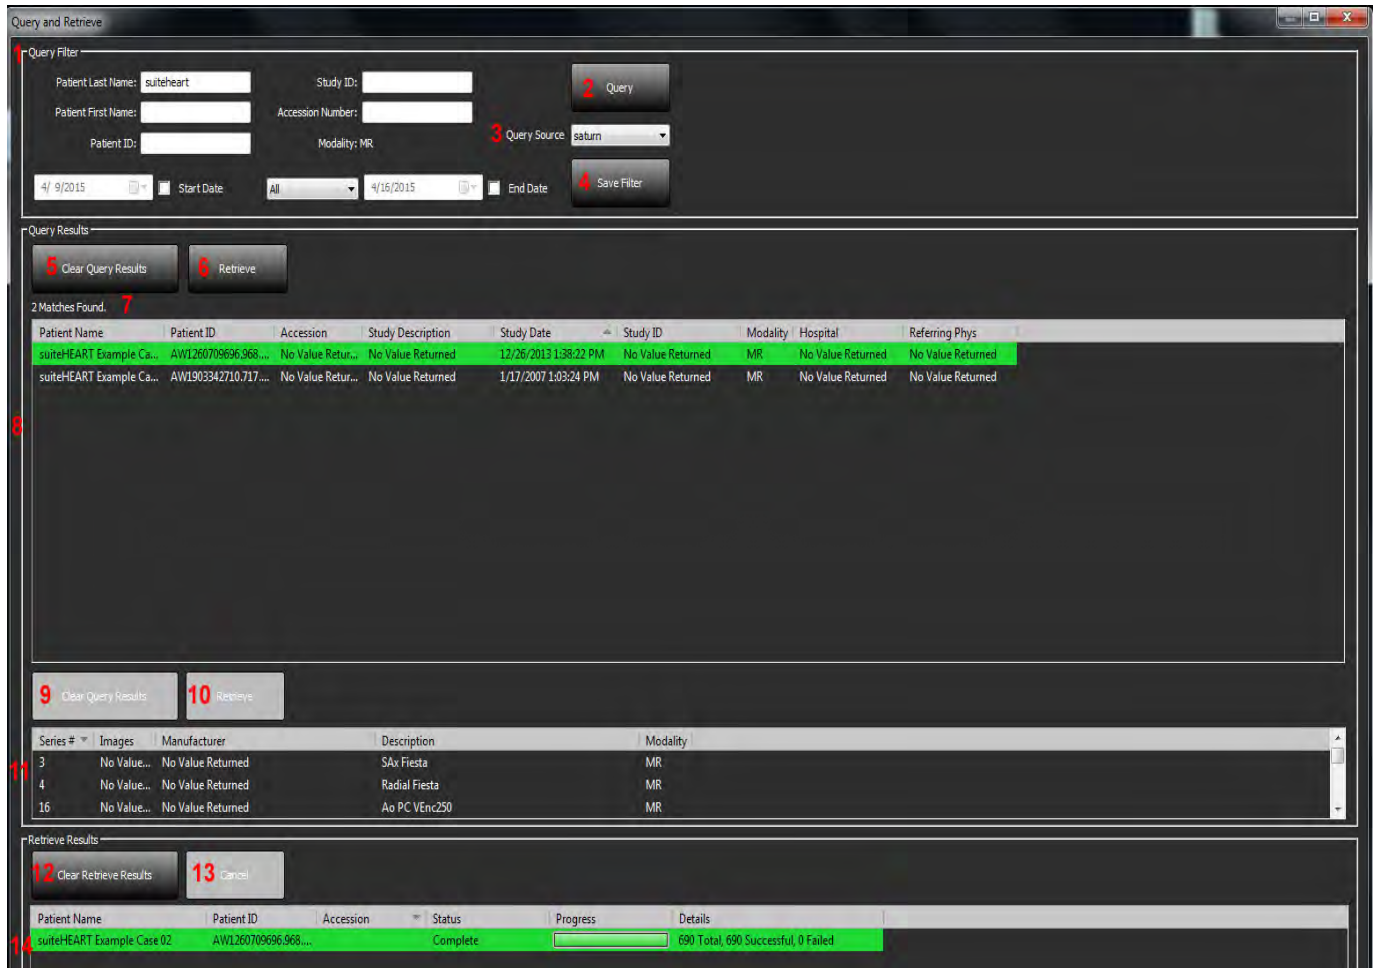 Query and Retrieve
1 Query Filter
Patient Last Name: suiteheart Study ID: 2 Query
Patient First Name: Accession Number:
3 Query Source saturn
Patient ID: Modality: MR
4/ 9/2015 Start Date All 4/16/2015 End Date 4 Save Filter
Query Results
5 Clear Query Results 6 Retrieve
2 Matches Found. 7
Patient Name Patient ID Accession Study Description Study Date Study ID Modality Hospital Referring Phys
suiteHEART Example Ca... AW1260709696.968.... No Value Retur... No Value Returned 12/26/2013 1:38:22 PM No Value Returned MR No Value Returned No Value Returned
suiteHEART Example Ca... AW1903342710.717.... No Value Retur... No Value Returned 1/17/2007 1:03:24 PM No Value Returned MR No Value Returned No Value Returned
8
9 Clear Query Results 10 Retrieve
Series # Images Manufacturer Description Modality
3 No Value... No Value Returned SAx Fiesta MR
11
4 No Value... No Value Returned Radial Fiesta MR
16 No Value... No Value Returned Ao PC VEnc250 MR
Retrieve Results
12 Clear Retrieve Results 13 Cancel
Patient Name Patient ID Accession Status Progress Details
14 suiteHEART Example Case 02 AW1260709696.968.... Complete 690 Total, 690 Successful, 0 Failed